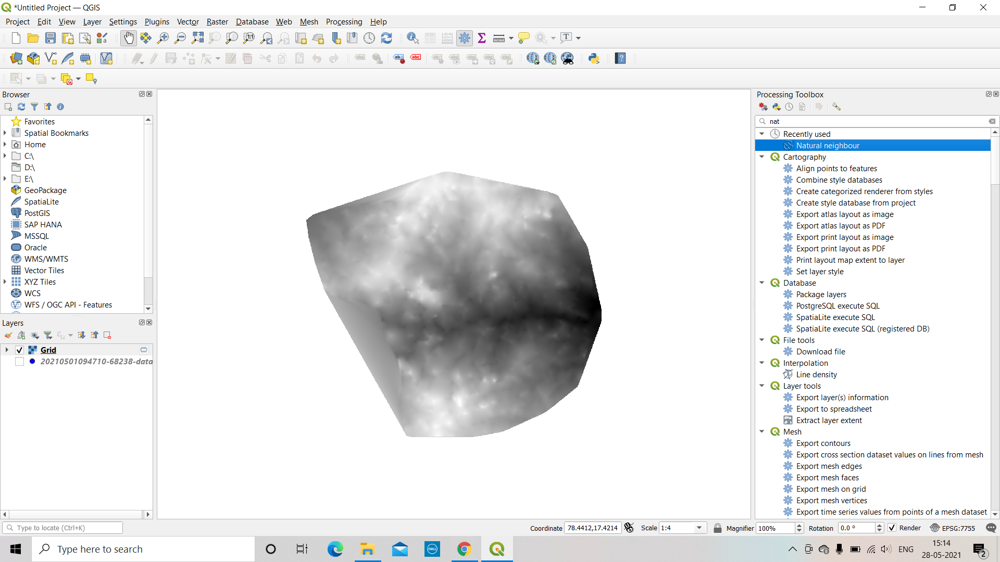 *Untitled Project — QGIS
Project Edit View Layer Settings Plugins Vector Raster Database Web Mesh Processing Help
Browser
Favorites
Spatial Bookmarks
Home
C:\
D:\
E:\
GeoPackage
SpatiaLite
PostGIS
SAP HANA
MSSQL
Oracle
WMS/WMTS
Vector Tiles
XYZ Tiles
WCS
WFS / OGC API - Features
Layers
Grid
20210501094710-68238-data
Processing Toolbox
nat
Recently used
Natural neighbour
Cartography
Align points to features
Combine style databases
Create categorized renderer from styles
Create style database from project
Export atlas layout as image
Export atlas layout as PDF
Export print layout as image
Export print layout as PDF
Print layout map extent to layer
Set layer style
Database
Package layers
PostgreSQL execute SQL
SpatiaLite execute SQL
SpatiaLite execute SQL (registered DB)
File tools
Download file
Interpolation
Line density
Layer tools
Export layer(s) information
Export to spreadsheet
Extract layer extent
Mesh
Export contours
Export cross section dataset values on lines from mesh
Export mesh edges
Export mesh faces
Export mesh on grid
Export mesh vertices
Export time series values from points of a mesh dataset
Type to locate (Ctrl+K)
Coordinate 78.4412,17.4214 Scale 1:4 Magnifier 100% Rotation 0.0 ° Render EPSG:7755
Type here to search
DELL
ENG
15:14
28-05-2021
2